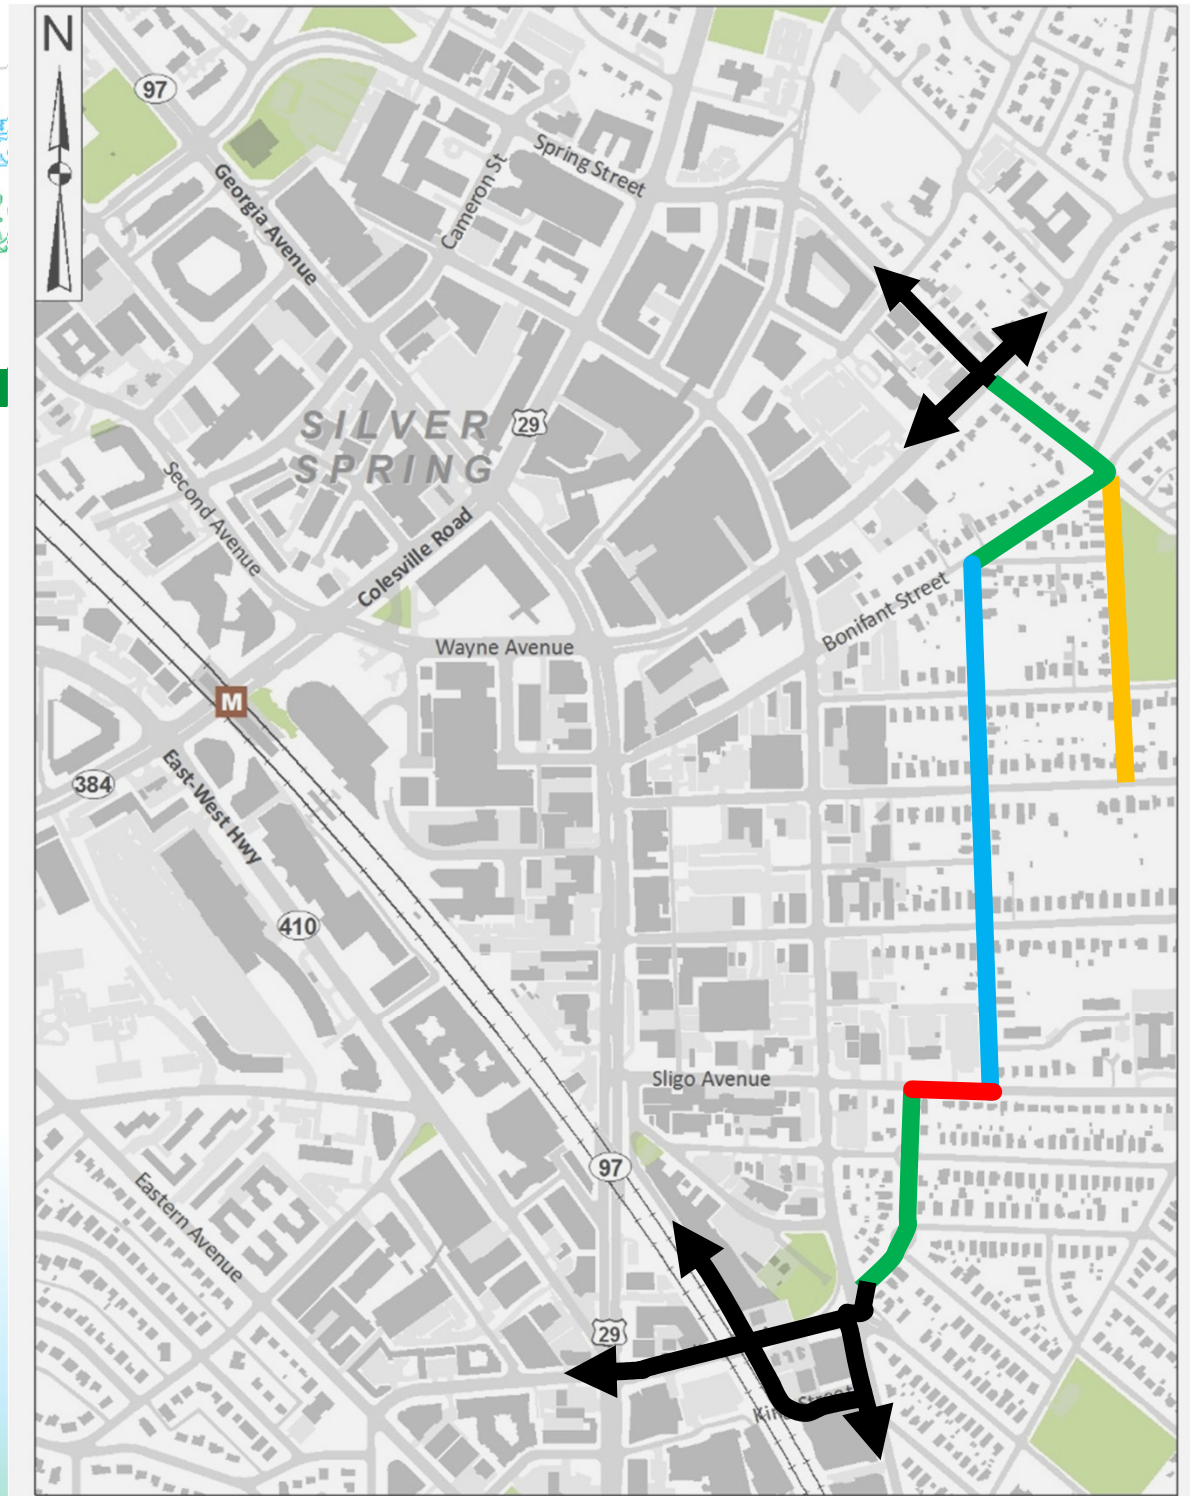 N
97
Spring Street
Cameron St
Georgia Avenue
SILVER
SPRING
29
Second Avenue
Colesville Road
Bonifant Street
Wayne Avenue
M
384
East-West Hwy
410
Sligo Avenue
97
Eastern Avenue
29